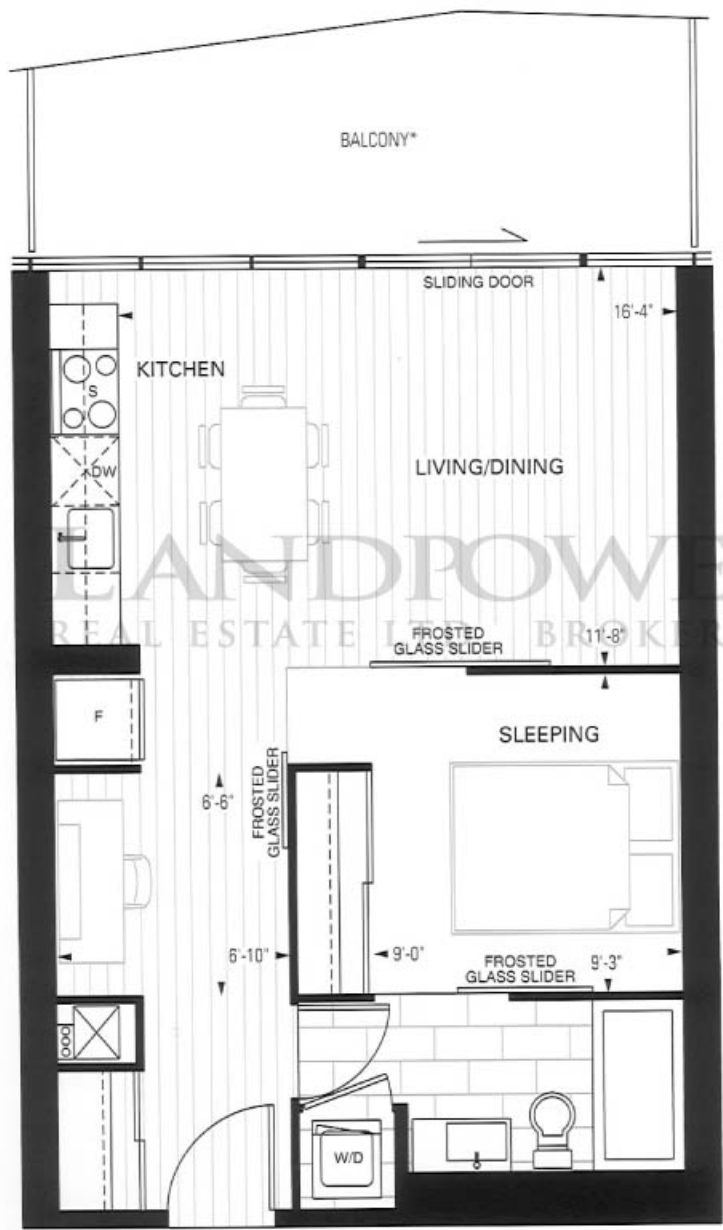 BALCONY*
SLIDING DOOR
16'-4"
KITCHEN
S
LIVING/DINING
DW
LANDPOWE
REAL ESTATE LTD BROKER
FROSTED
GLASS SLIDER
11'-8"
F
SLEEPING
6'-6"
FROSTED
GLASS SLIDER
6'-10"
9'-0"
FROSTED
GLASS SLIDER
9'-3"
W/D